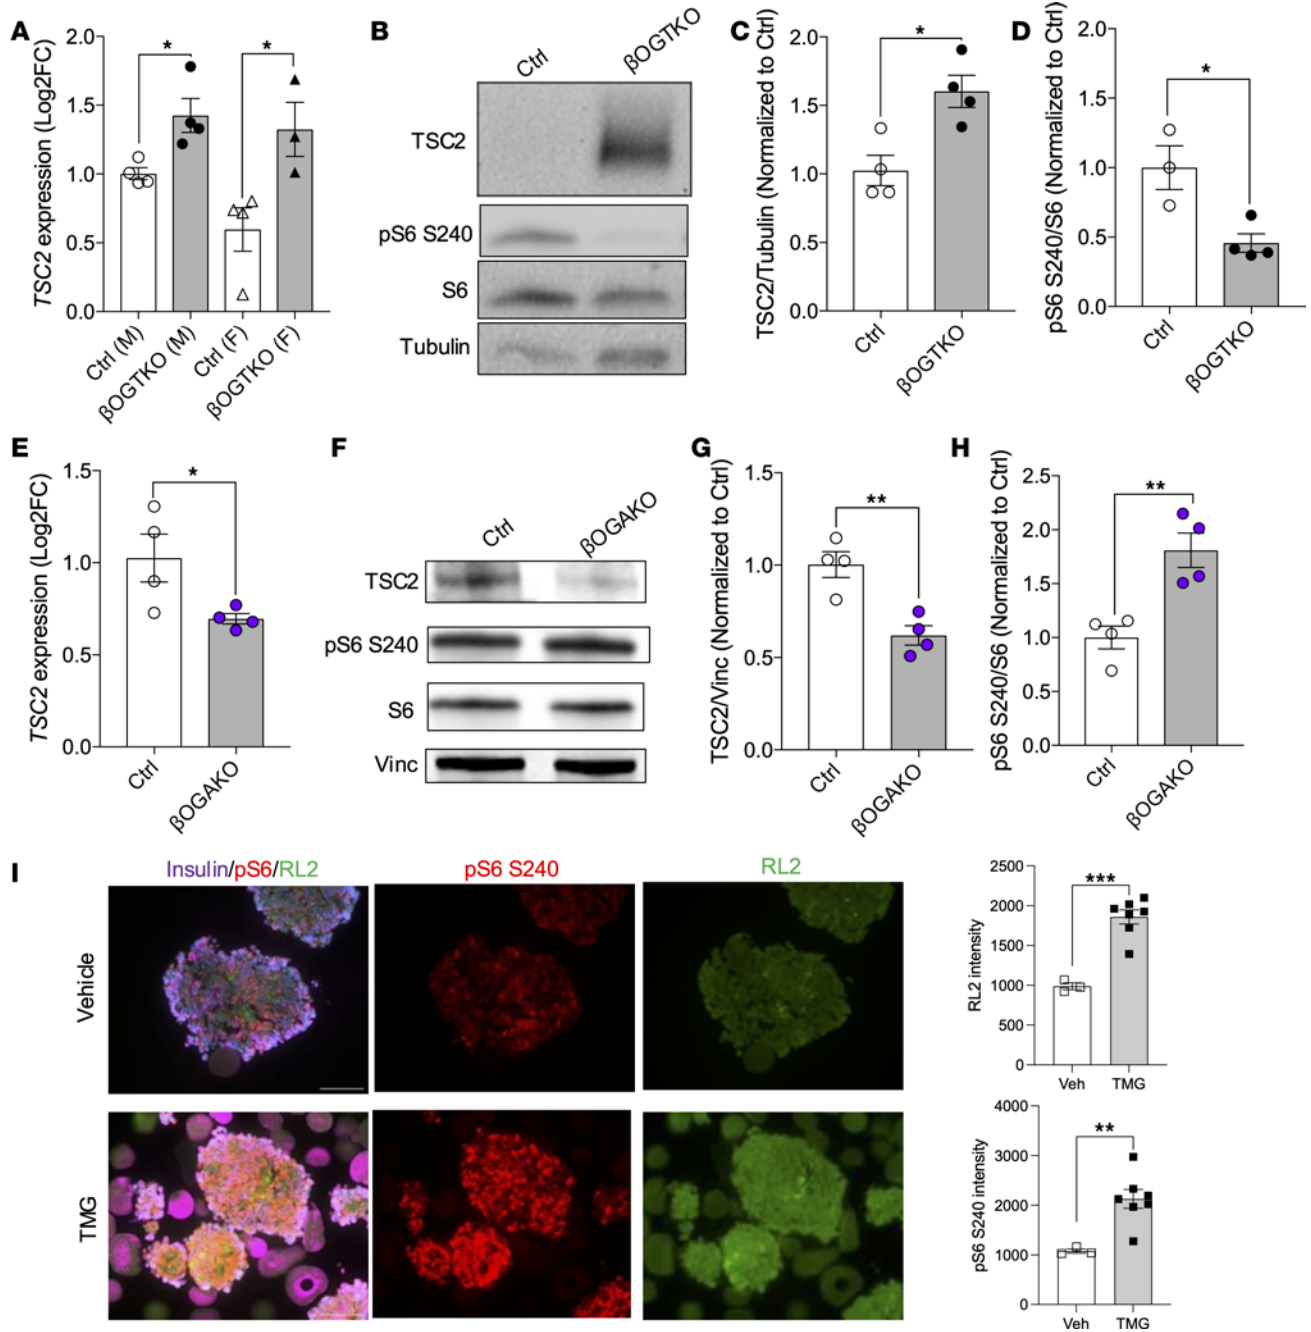 A
TSC2 expression (Log2FC)
2.0
1.5
1.0
0.5
0.0
*
*
Ctrl (M)
βOGTKO (M)
Ctrl (F)
βOGTKO (F)
B
Ctrl
βOGTKO
TSC2
pS6 S240
S6
Tubulin
C
TSC2/Tubulin (Normalized to Ctrl)
2.0
1.5
1.0
0.5
0.0
*
Ctrl
βOGTKO
D
pS6 S240/S6 (Normalized to Ctrl)
2.0
1.5
1.0
0.5
0.0
*
Ctrl
βOGTKO
E
TSC2 expression (Log2FC)
1.5
1.0
0.5
0.0
*
Ctrl
βOGAKO
F
Ctrl
βOGAKO
TSC2
pS6 S240
S6
Vinc
G
TSC2/Vinc (Normalized to Ctrl)
1.5
1.0
0.5
0.0
**
Ctrl
βOGAKO
H
pS6 S240/S6 (Normalized to Ctrl)
2.5
2.0
1.5
1.0
0.5
0.0
**
Ctrl
βOGAKO
I
Insulin/pS6/RL2
pS6 S240
RL2
Vehicle
TMG
RL2 intensity
2500
2000
1500
1000
500
0
***
Veh
TMG
pS6 S240 intensity
4000
3000
2000
1000
0
**
Veh
TMG